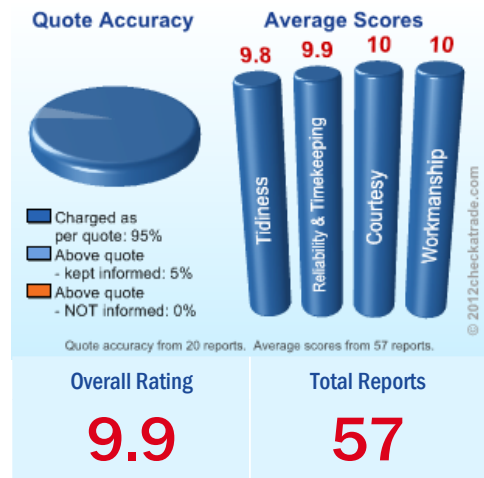 Quote Accuracy
Average Scores
9.8
9.9
10
10
Tidiness
Reliability & Timekeeping
Courtesy
Workmanship
Charged as
per quote: 95%
Above quote
- kept informed: 5%
Above quote
- NOT informed: 0%
© 2012checkatrade.com
Quote accuracy from 20 reports. Average scores from 57 reports.
Overall Rating
9.9
Total Reports
57